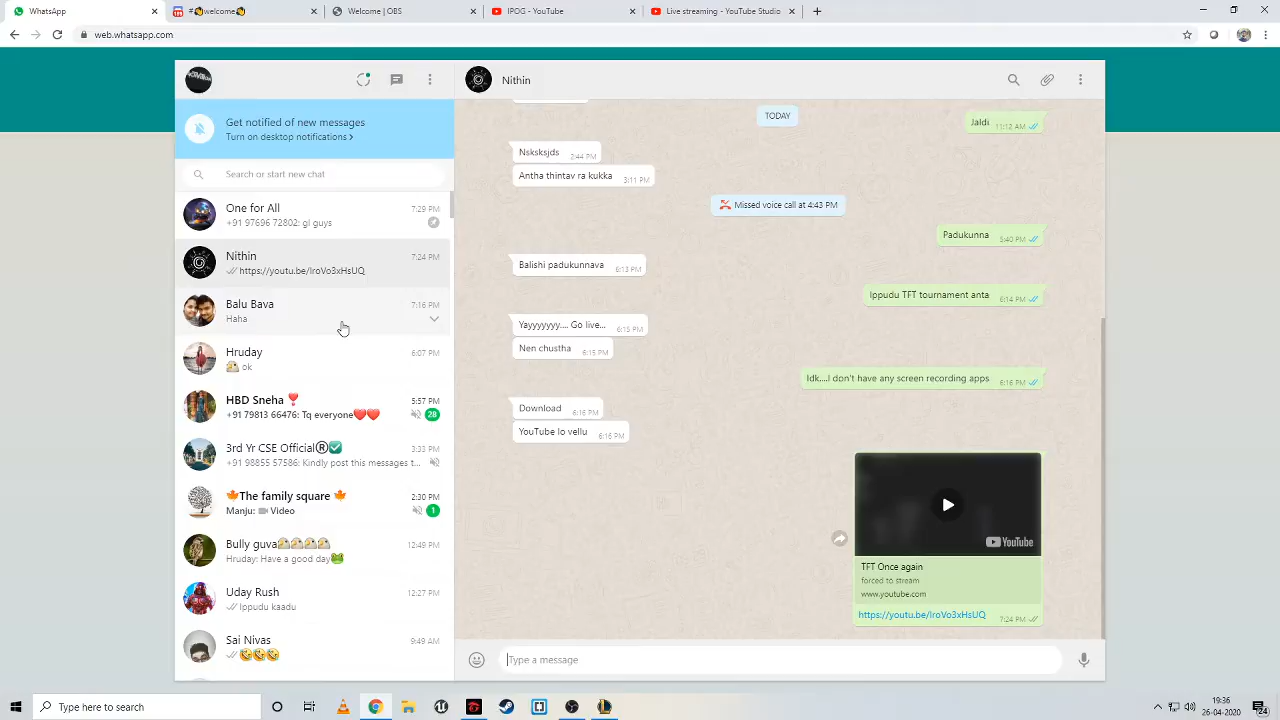 WhatsApp
#👋welcome👋
Welcome | OBS
IPOG - YouTube
Live streaming - YouTube Studio
web.whatsapp.com
Get notified of new messages
Turn on desktop notifications >
Search or start new chat
One for All 7:29 PM
+91 97696 72802: gl guys
Nithin 7:24 PM
https://youtu.be/IroVo3xHsUQ
Balu Bava 7:16 PM
Haha
Hruday 6:07 PM
ok
HBD Sneha ❣ 5:57 PM
+91 79813 66476: Tq everyone❤❤ 28
3rd Yr CSE Official®✅ 3:33 PM
+91 98855 57586: Kindly post this messages t...
🍁The family square 🍁 2:30 PM
Manju: Video 1
Bully guva 12:49 PM
Hruday: Have a good day🐸
Uday Rush 12:27 PM
Ippudu kaadu
Sai Nivas 9:49 AM
🤣🤣🤣
Nithin
Jaldi 11:12 AM
TODAY
Nsksksjds 2:44 PM
Antha thintav ra kukka 3:11 PM
Missed voice call at 4:43 PM
Padukunna 5:40 PM
Balishi padukunnava 6:13 PM
Ippudu TFT tournament anta 6:14 PM
Yayyyyyyy.... Go live... 6:15 PM
Nen chustha 6:15 PM
Idk....I don't have any screen recording apps 6:16 PM
Download 6:16 PM
YouTube lo vellu 6:16 PM
YouTube
TFT Once again
forced to stream
www.youtube.com
https://youtu.be/IroVo3xHsUQ 7:24 PM
Type a message
Type here to search
19:36
26-04-2020
24